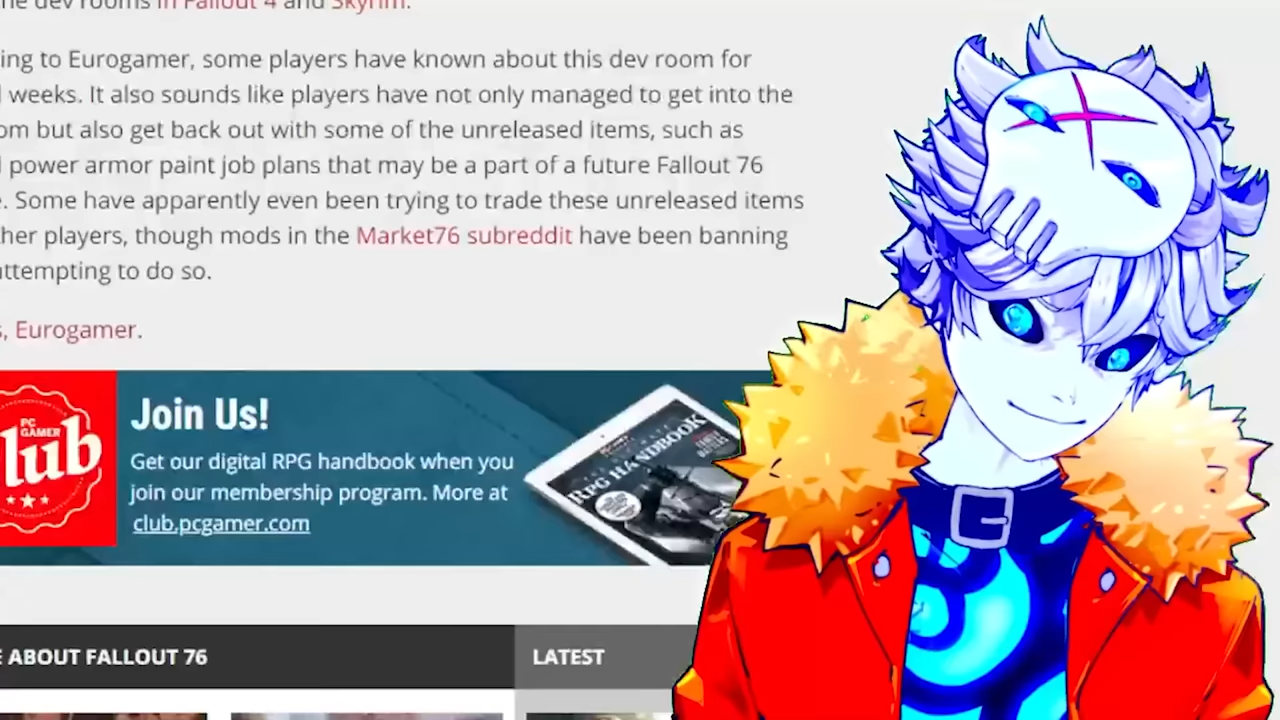 he dev rooms in Fallout 4 and Skyrim.
ing to Eurogamer, some players have known about this dev room for
weeks. It also sounds like players have not only managed to get into the
om but also get back out with some of the unreleased items, such as
power armor paint job plans that may be a part of a future Fallout 76
. Some have apparently even been trying to trade these unreleased items
her players, though mods in the Market76 subreddit have been banning
attempting to do so.
s, Eurogamer.
PC
GAMER
lub
Join Us!
Get our digital RPG handbook when you
join our membership program. More at
club.pcgamer.com
RPG HANDBOOK
E ABOUT FALLOUT 76
LATEST